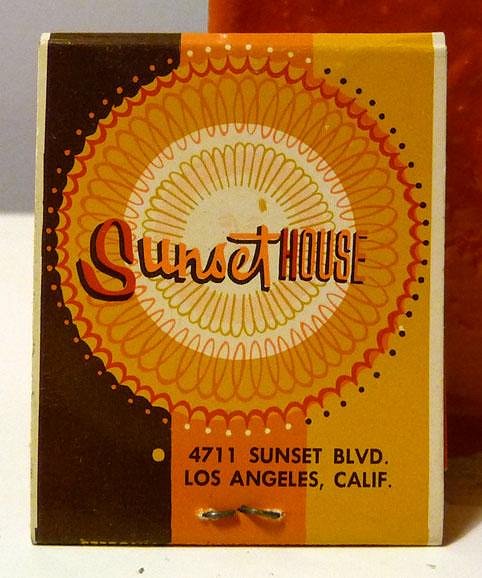 Sunset HOUSE
4711 SUNSET BLVD.
LOS ANGELES, CALIF.